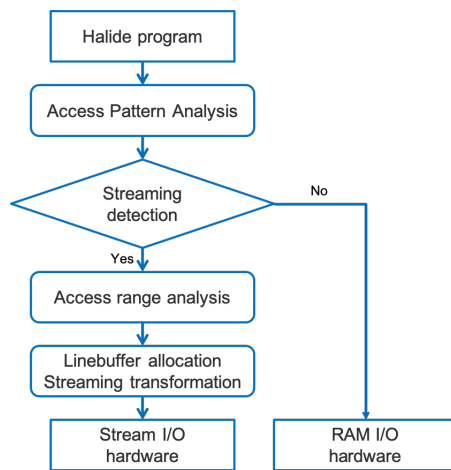 Halide program
Access Pattern Analysis
Streaming
detection
No
Yes
Access range analysis
Linebuffer allocation
Streaming transformation
Stream I/O
hardware
RAM I/O
hardware